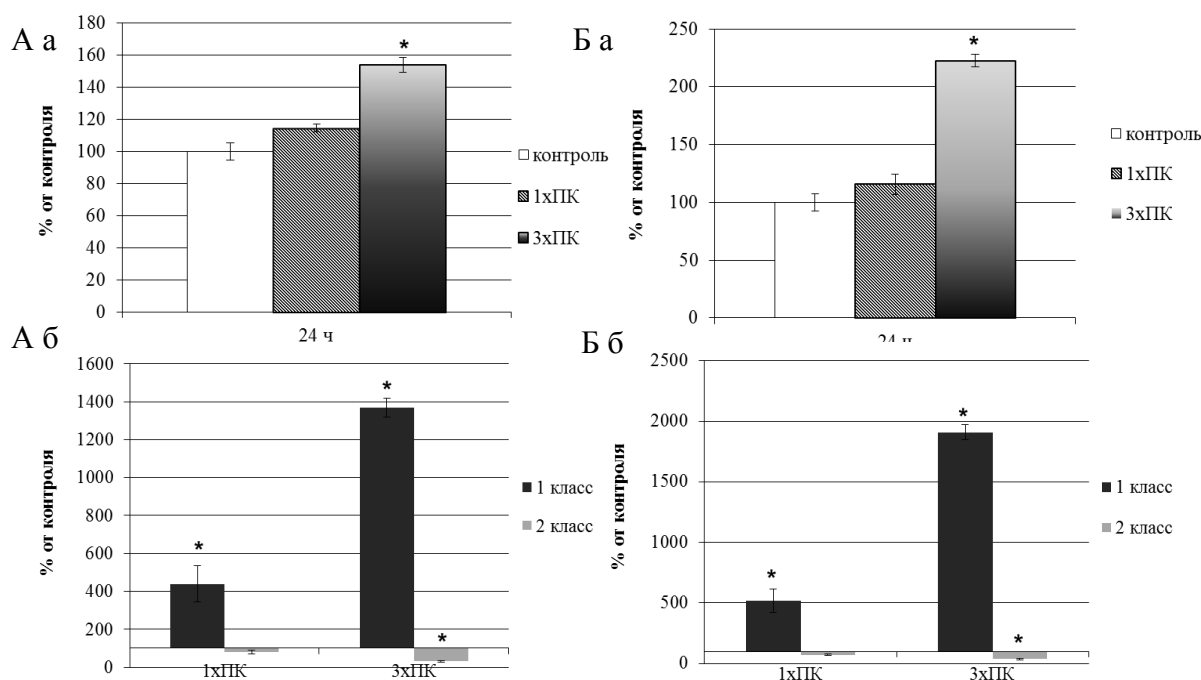 А а
% от контроля
180
160
140
120
100
80
60
40
20
0
*
24 ч
контроль
1хПК
3хПК
Б а
% от контроля
250
200
150
100
50
0
*
24 ч
контроль
1хПК
3хПК
А б
% от контроля
1600
1400
1200
1000
800
600
400
200
0
*
*
*
1хПК
3хПК
1 класс
2 класс
Б б
% от контроля
2500
2000
1500
1000
500
0
*
*
*
1хПК
3хПК
1 класс
2 класс